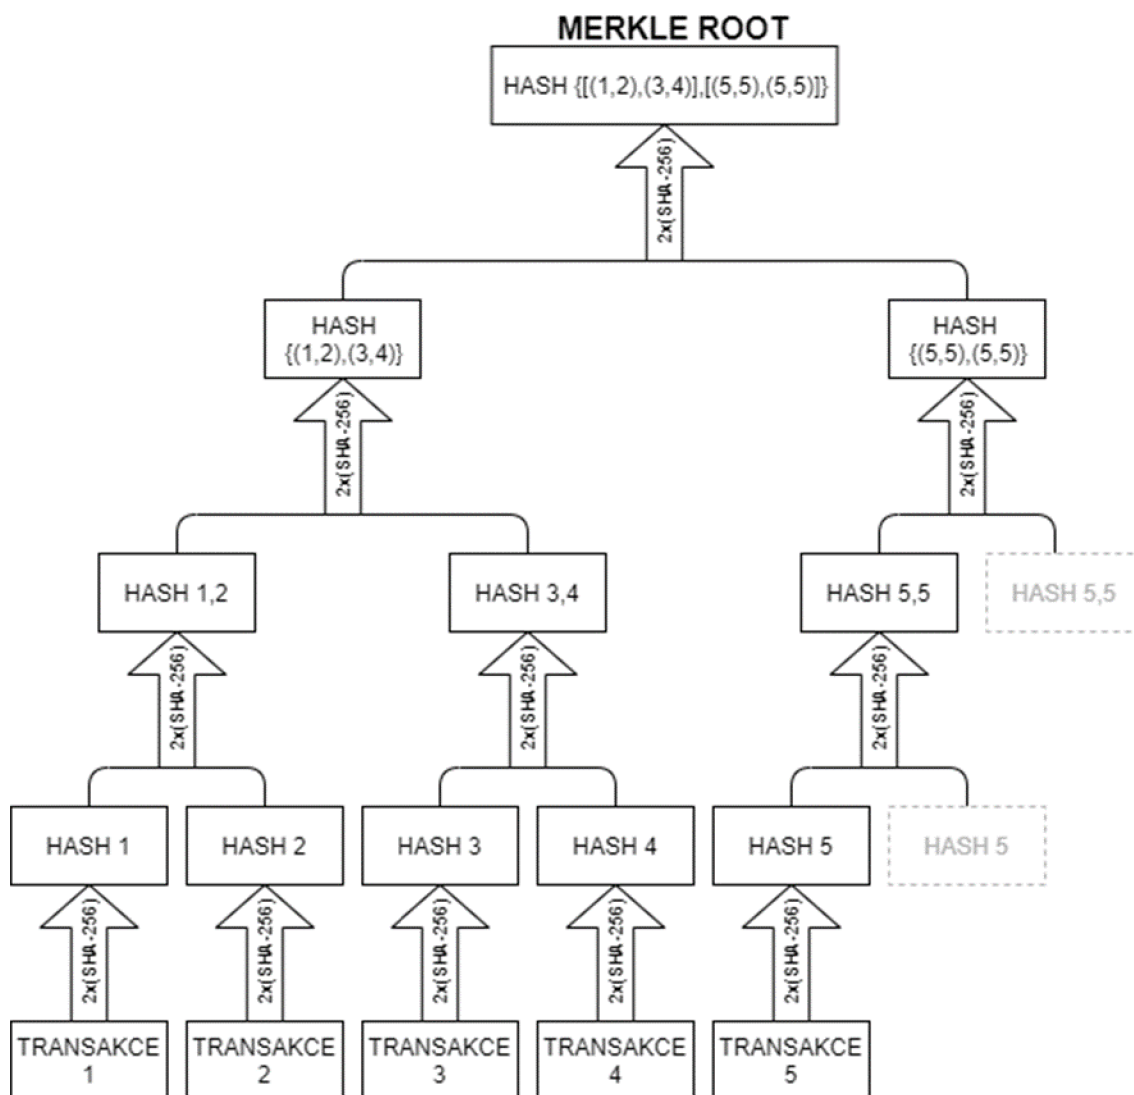 MERKLE ROOT
HASH {[(1,2),(3,4)],[(5,5),(5,5)]}
2x(SHA-256)
HASH
{(1,2),(3,4)}
HASH
{(5,5),(5,5)}
2x(SHA-256)
2x(SHA-256)
HASH 1,2
HASH 3,4
HASH 5,5
HASH 5,5
2x(SHA-256)
2x(SHA-256)
2x(SHA-256)
HASH 1
HASH 2
HASH 3
HASH 4
HASH 5
HASH 5
2x(SHA-256)
2x(SHA-256)
2x(SHA-256)
2x(SHA-256)
2x(SHA-256)
TRANSAKCE
1
TRANSAKCE
2
TRANSAKCE
3
TRANSAKCE
4
TRANSAKCE
5